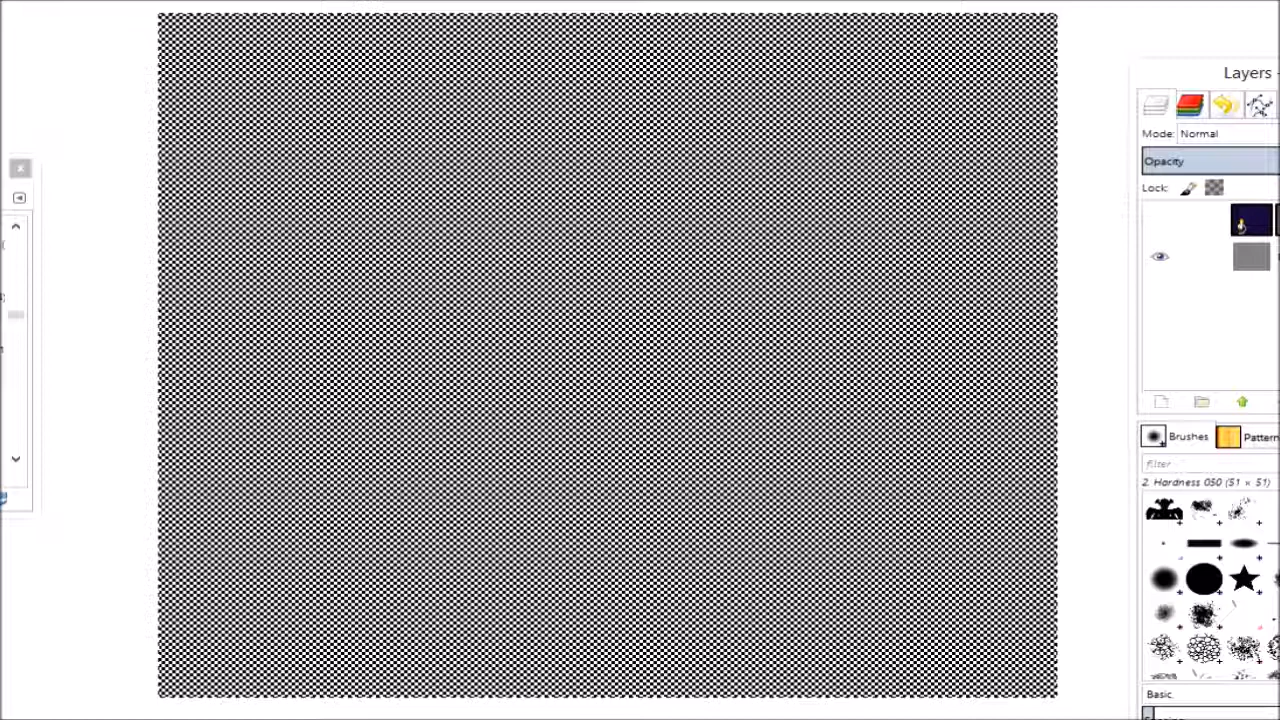 Layers
Mode: Normal
Opacity
Lock:
Brushes
Pattern
filter
2. Hardness 050 (51 × 51)
Basic